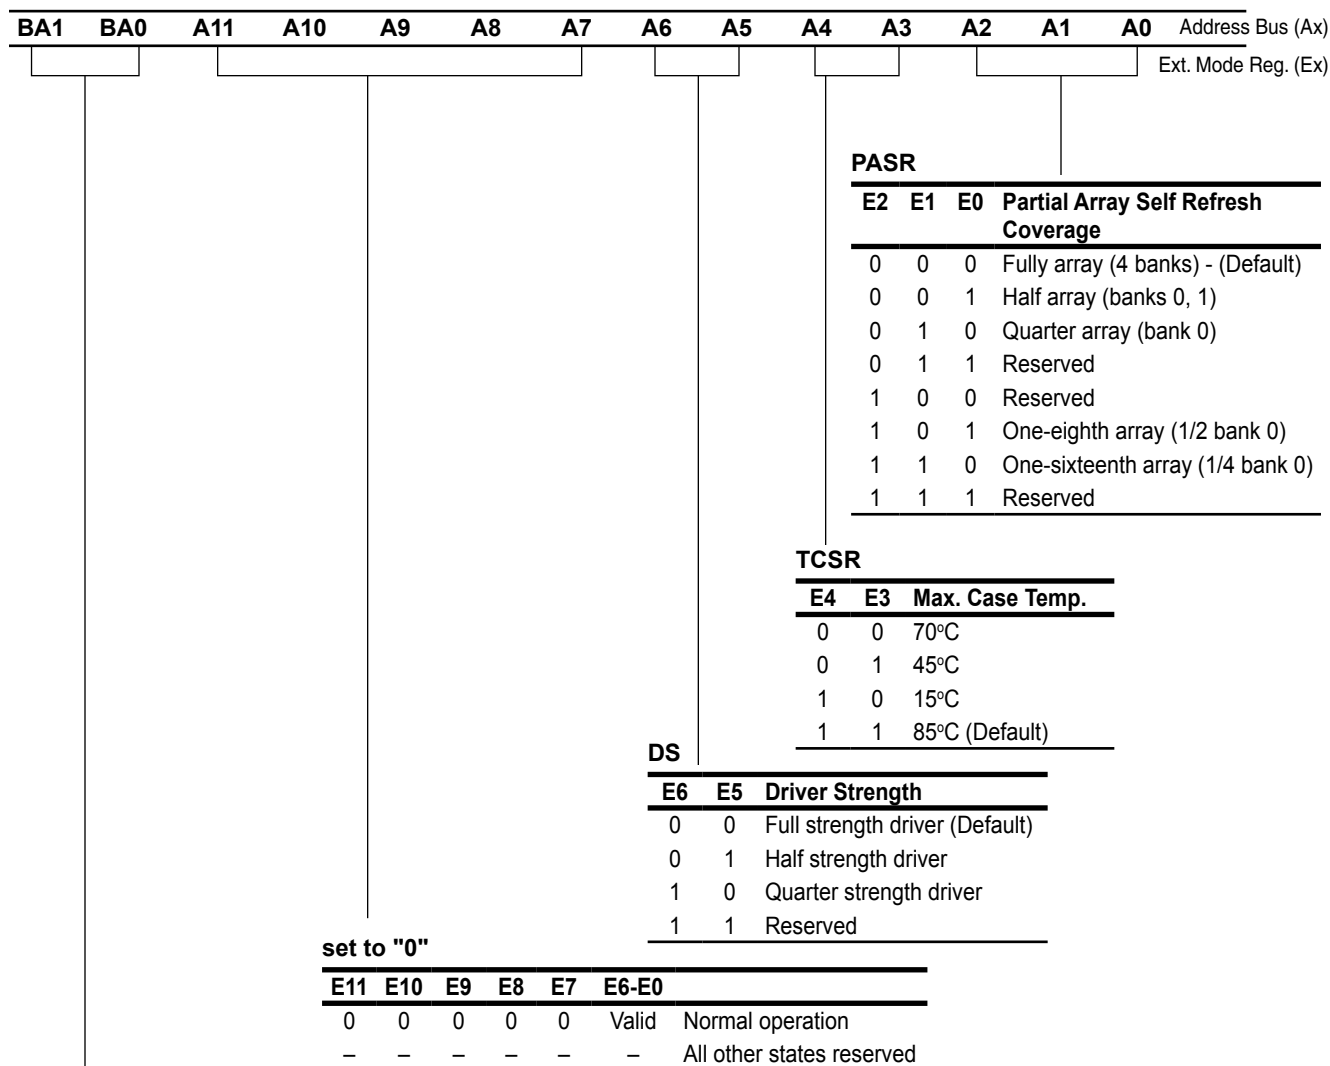 BA1 BA0 A11 A10 A9 A8 A7 A6 A5 A4 A3 A2 A1 A0 Address Bus (Ax)
Ext. Mode Reg. (Ex)
PASR
E2 E1 E0 Partial Array Self Refresh
Coverage
0 0 0 Fully array (4 banks) - (Default)
0 0 1 Half array (banks 0, 1)
0 1 0 Quarter array (bank 0)
0 1 1 Reserved
1 0 0 Reserved
1 0 1 One-eighth array (1/2 bank 0)
1 1 0 One-sixteenth array (1/4 bank 0)
1 1 1 Reserved
TCSR
E4 E3 Max. Case Temp.
0 0 70°C
0 1 45°C
1 0 15°C
1 1 85°C (Default)
DS
E6 E5 Driver Strength
0 0 Full strength driver (Default)
0 1 Half strength driver
1 0 Quarter strength driver
1 1 Reserved
set to "0"
E11 E10 E9 E8 E7 E6-E0
0 0 0 0 0 Valid Normal operation
– – – – – – All other states reserved